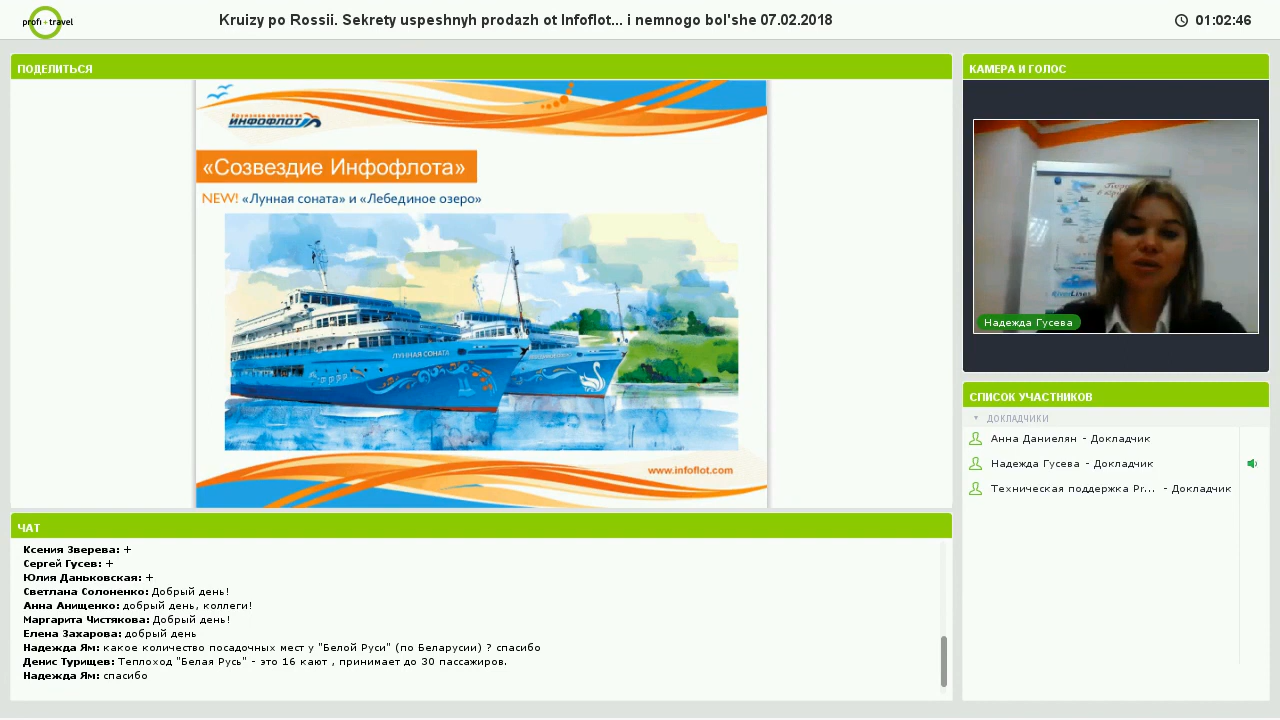 profi travel
Kruizy po Rossii. Sekrety uspeshnyh prodazh ot Infoflot... i nemnogo bol'she 07.02.2018
01:02:46
ПОДЕЛИТЬСЯ
Круизная компания
ИНФОФЛОТ
«Созвездие Инфофлота»
NEW! «Лунная соната» и «Лебединое озеро»
ЛУННАЯ СОНАТА
www.infoflot.com
КАМЕРА И ГОЛОС
Надежда Гусева
СПИСОК УЧАСТНИКОВ
ДОКЛАДЧИКИ
Анна Даниелян - Докладчик
Надежда Гусева - Докладчик
Техническая поддержка Pr... - Докладчик
ЧАТ
Ксения Зверева: +
Сергей Гусев: +
Юлия Даньковская: +
Светлана Солоненко: Добрый день!
Анна Анищенко: добрый день, коллеги!
Маргарита Чистякова: Добрый день!
Елена Захарова: добрый день
Надежда Ям: какое количество посадочных мест у "Белой Руси" (по Беларусии) ? спасибо
Денис Турищев: Теплоход "Белая Русь" - это 16 кают , принимает до 30 пассажиров.
Надежда Ям: спасибо